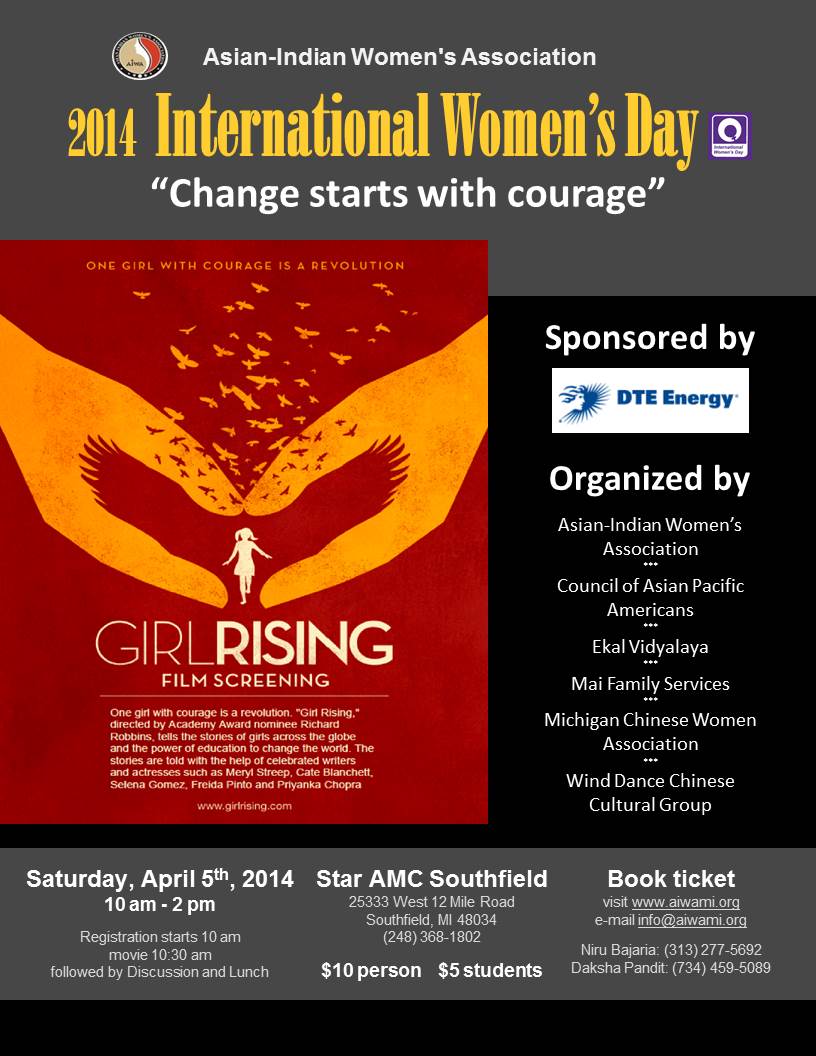 AIWA
Asian-Indian Women's Association
2014 International Women's Day
International
Women's Day
“Change starts with courage”
ONE GIRL WITH COURAGE IS A REVOLUTION
GIRLRISING
FILM SCREENING
One girl with courage is a revolution. "Girl Rising,"
directed by Academy Award nominee Richard
Robbins, tells the stories of girls across the globe
and the power of education to change the world. The
stories are told with the help of celebrated writers
and actresses such as Meryl Streep, Cate Blanchett,
Selena Gomez, Freida Pinto and Priyanka Chopra
www.girlrising.com
Sponsored by
DTE Energy®
Organized by
Asian-Indian Women’s
Association
***
Council of Asian Pacific
Americans
***
Ekal Vidyalaya
***
Mai Family Services
***
Michigan Chinese Women
Association
***
Wind Dance Chinese
Cultural Group
Saturday, April 5th, 2014
10 am - 2 pm
Registration starts 10 am
movie 10:30 am
followed by Discussion and Lunch
Star AMC Southfield
25333 West 12 Mile Road
Southfield, MI 48034
(248) 368-1802
$10 person $5 students
Book ticket
visit www.aiwami.org
e-mail info@aiwami.org
Niru Bajaria: (313) 277-5692
Daksha Pandit: (734) 459-5089